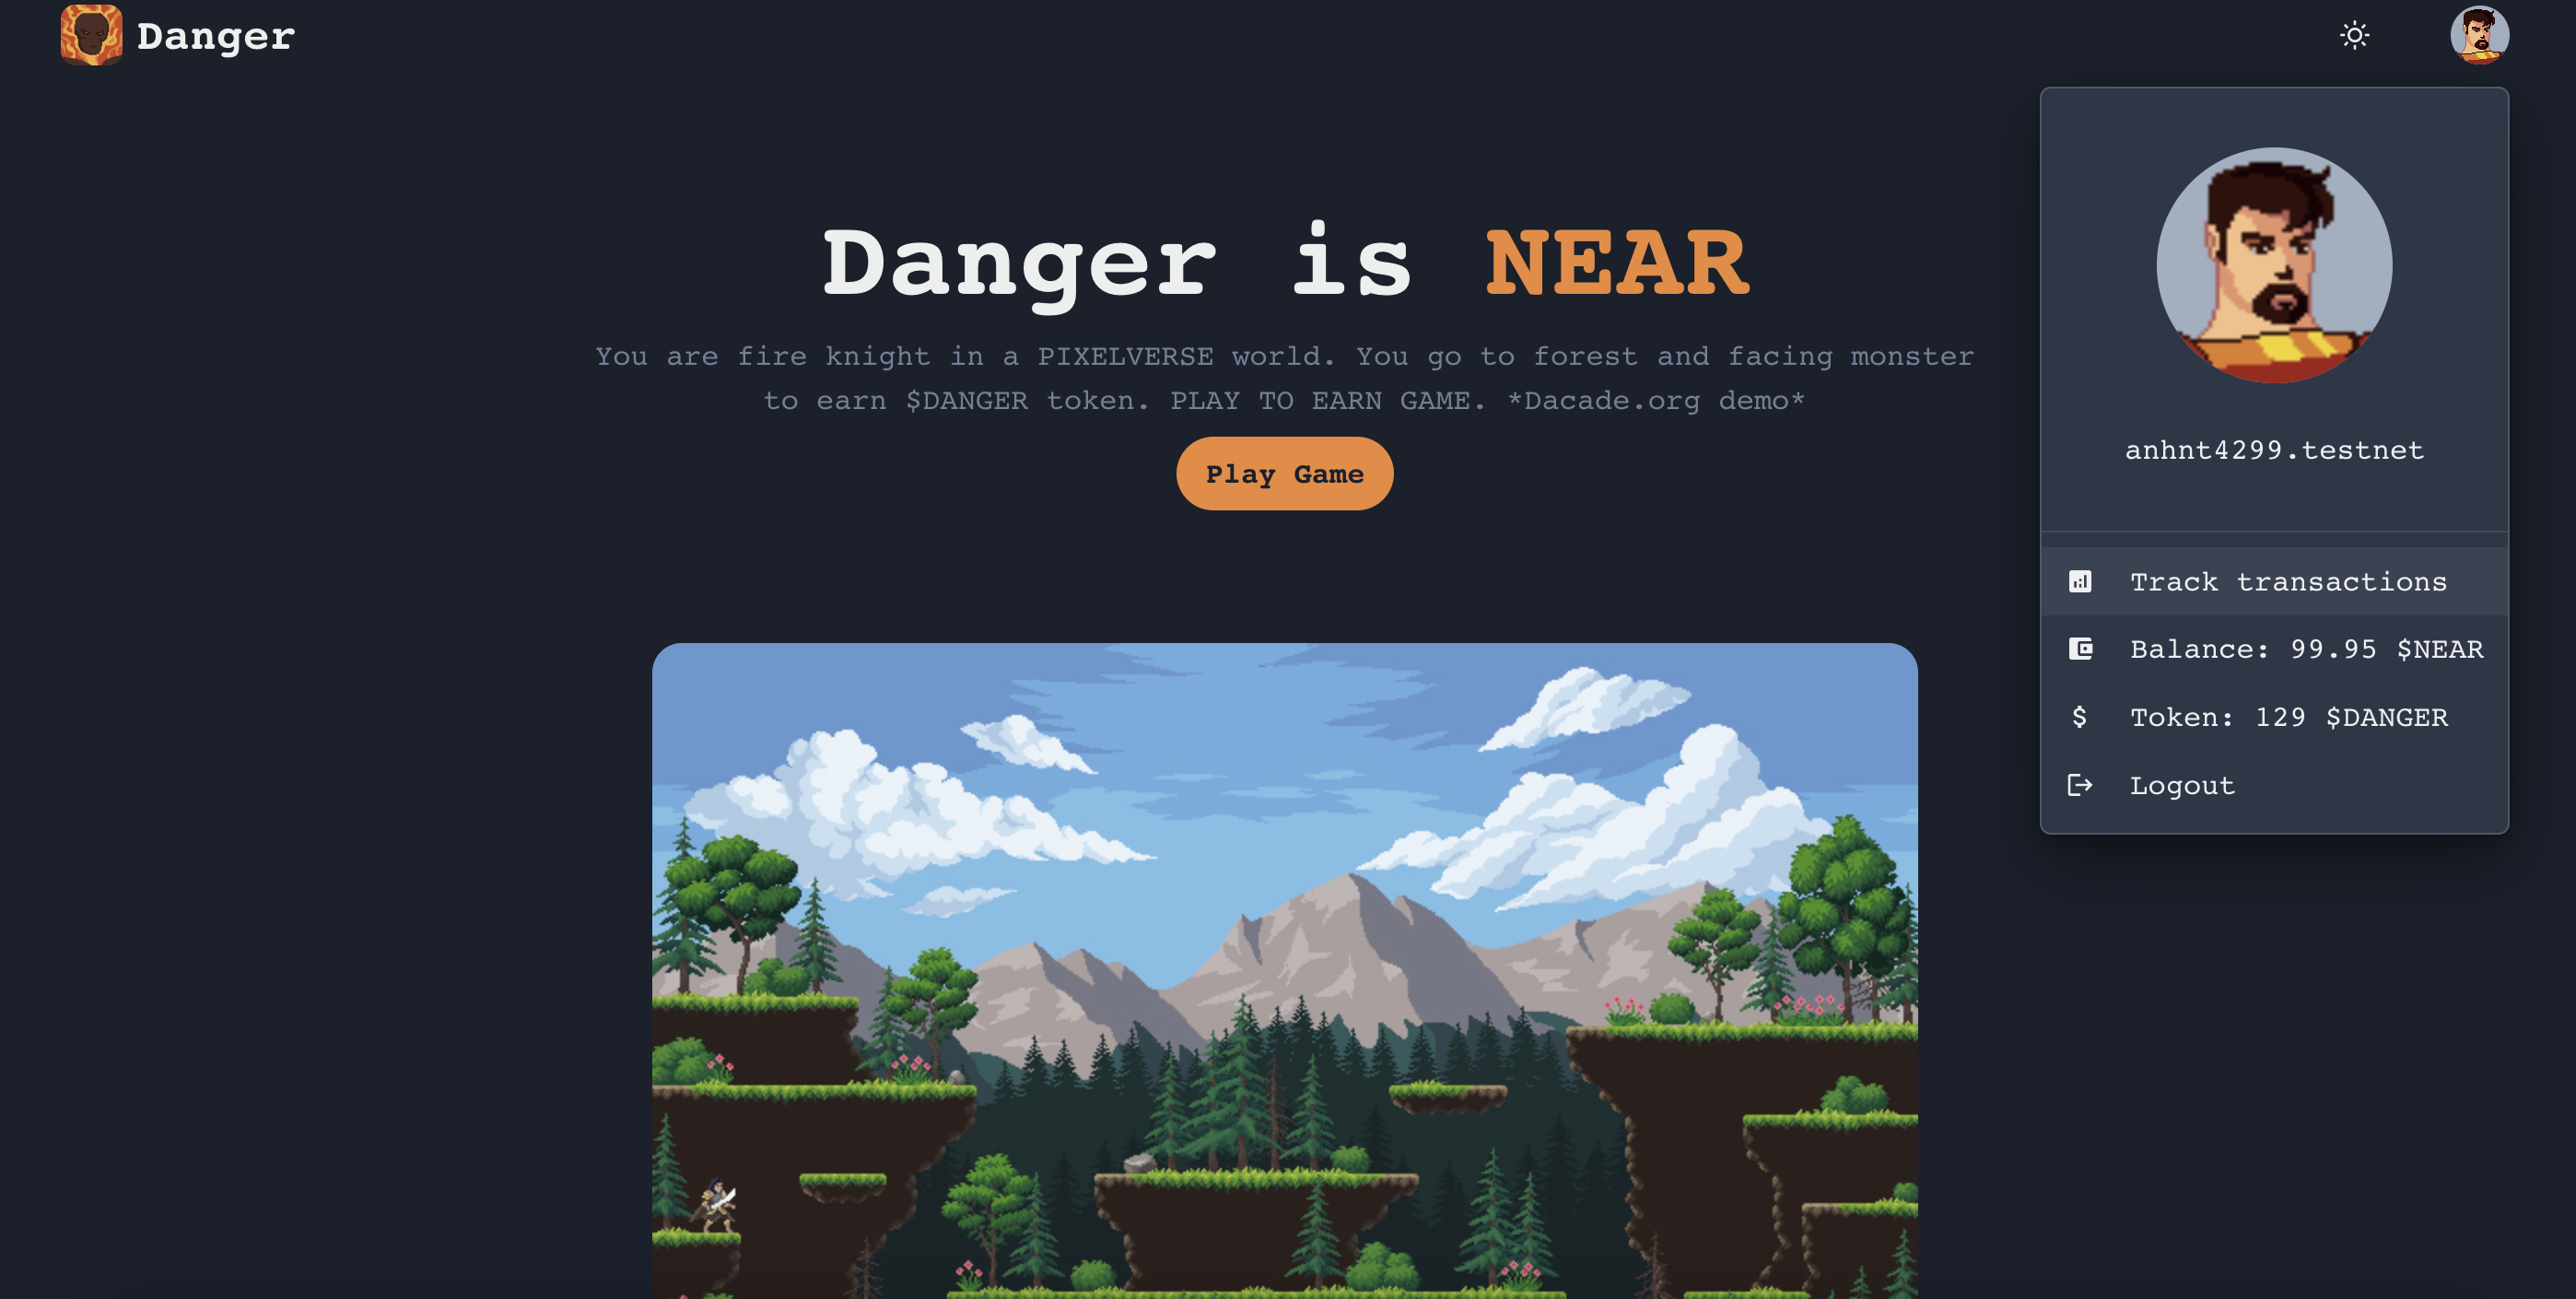 Danger
Danger is NEAR
You are fire knight in a PIXELVERSE world. You go to forest and facing monster
to earn $DANGER token. PLAY TO EARN GAME. *Dacade.org demo*
Play Game
anhnt4299.testnet
Track transactions
Balance: 99.95 $NEAR
Token: 129 $DANGER
Logout